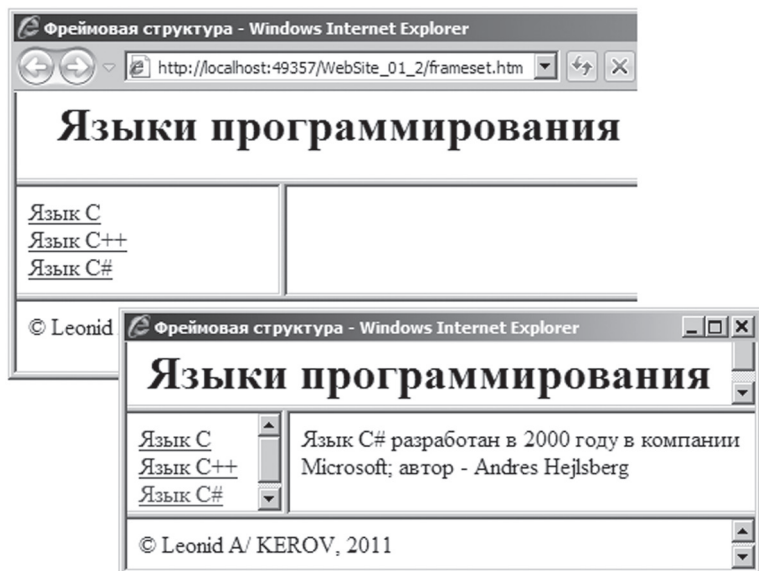 Фреймовая структура - Windows Internet Explorer
http://localhost:49357/WebSite_01_2/frameset.htm
Языки программирования
Язык C
Язык C++
Язык C#
© Leonid
Фреймовая структура - Windows Internet Explorer
Языки программирования
Язык C
Язык C++
Язык C#
Язык C# разработан в 2000 году в компании
Microsoft; автор - Andres Hejlsberg
© Leonid A/ KEROV, 2011